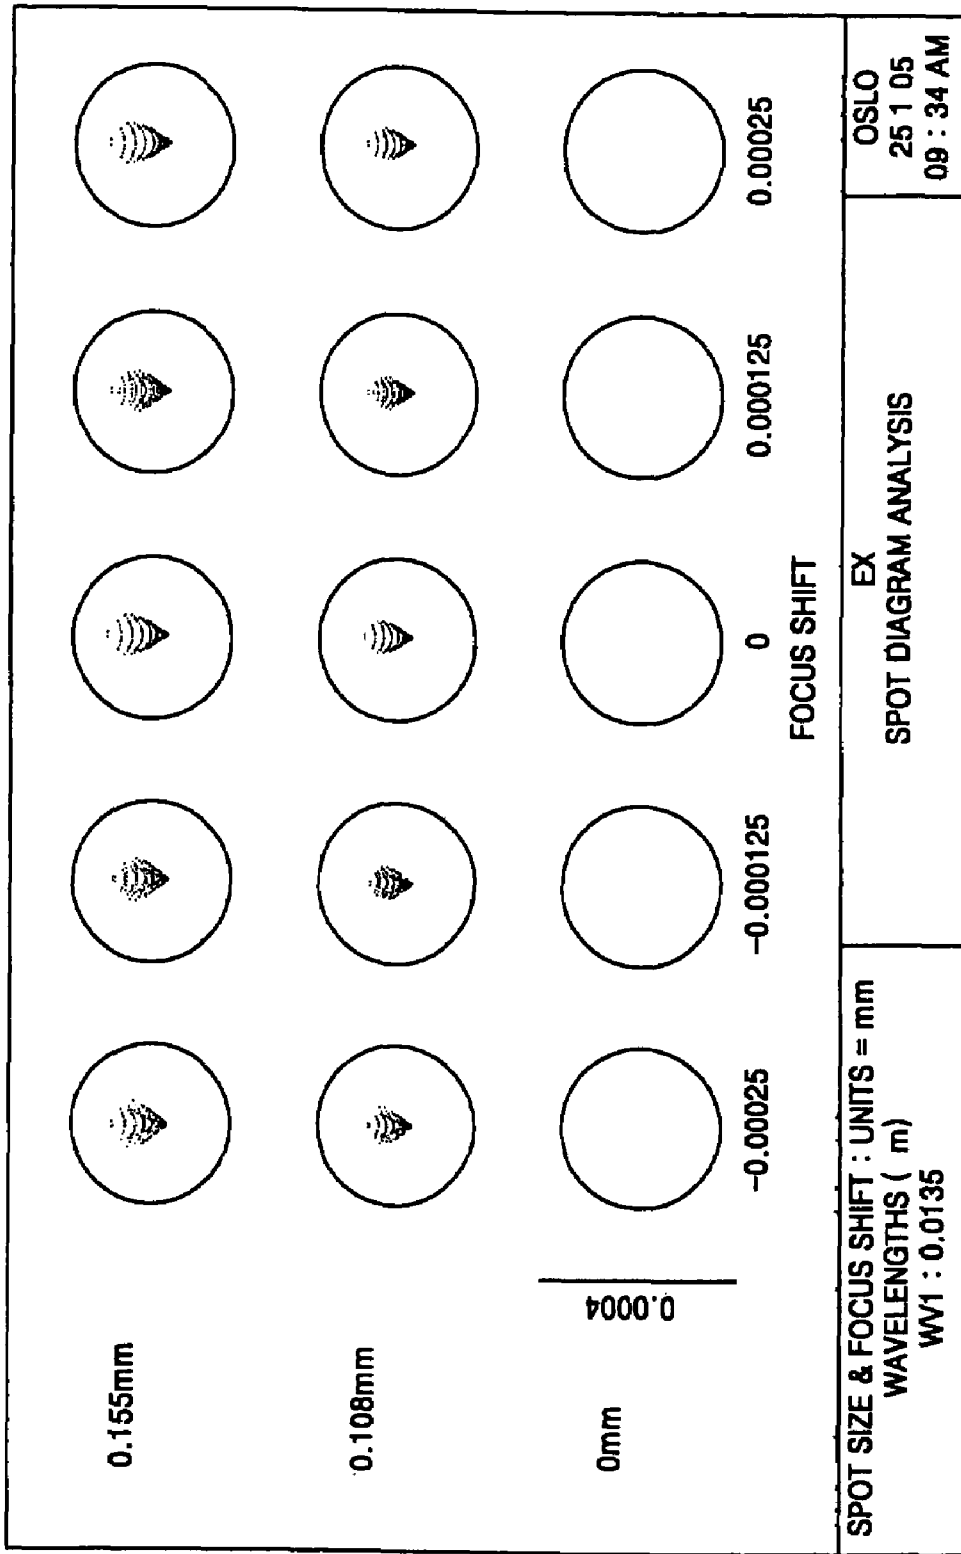 0.155mm
0.108mm
0mm
0.0004
-0.00025
-0.000125
0
0.000125
0.00025
FOCUS SHIFT
SPOT SIZE & FOCUS SHIFT : UNITS = mm
WAVELENGTHS ( m)
WV1 : 0.0135
EX
SPOT DIAGRAM ANALYSIS
OSLO
25 1 05
09 : 34 AM